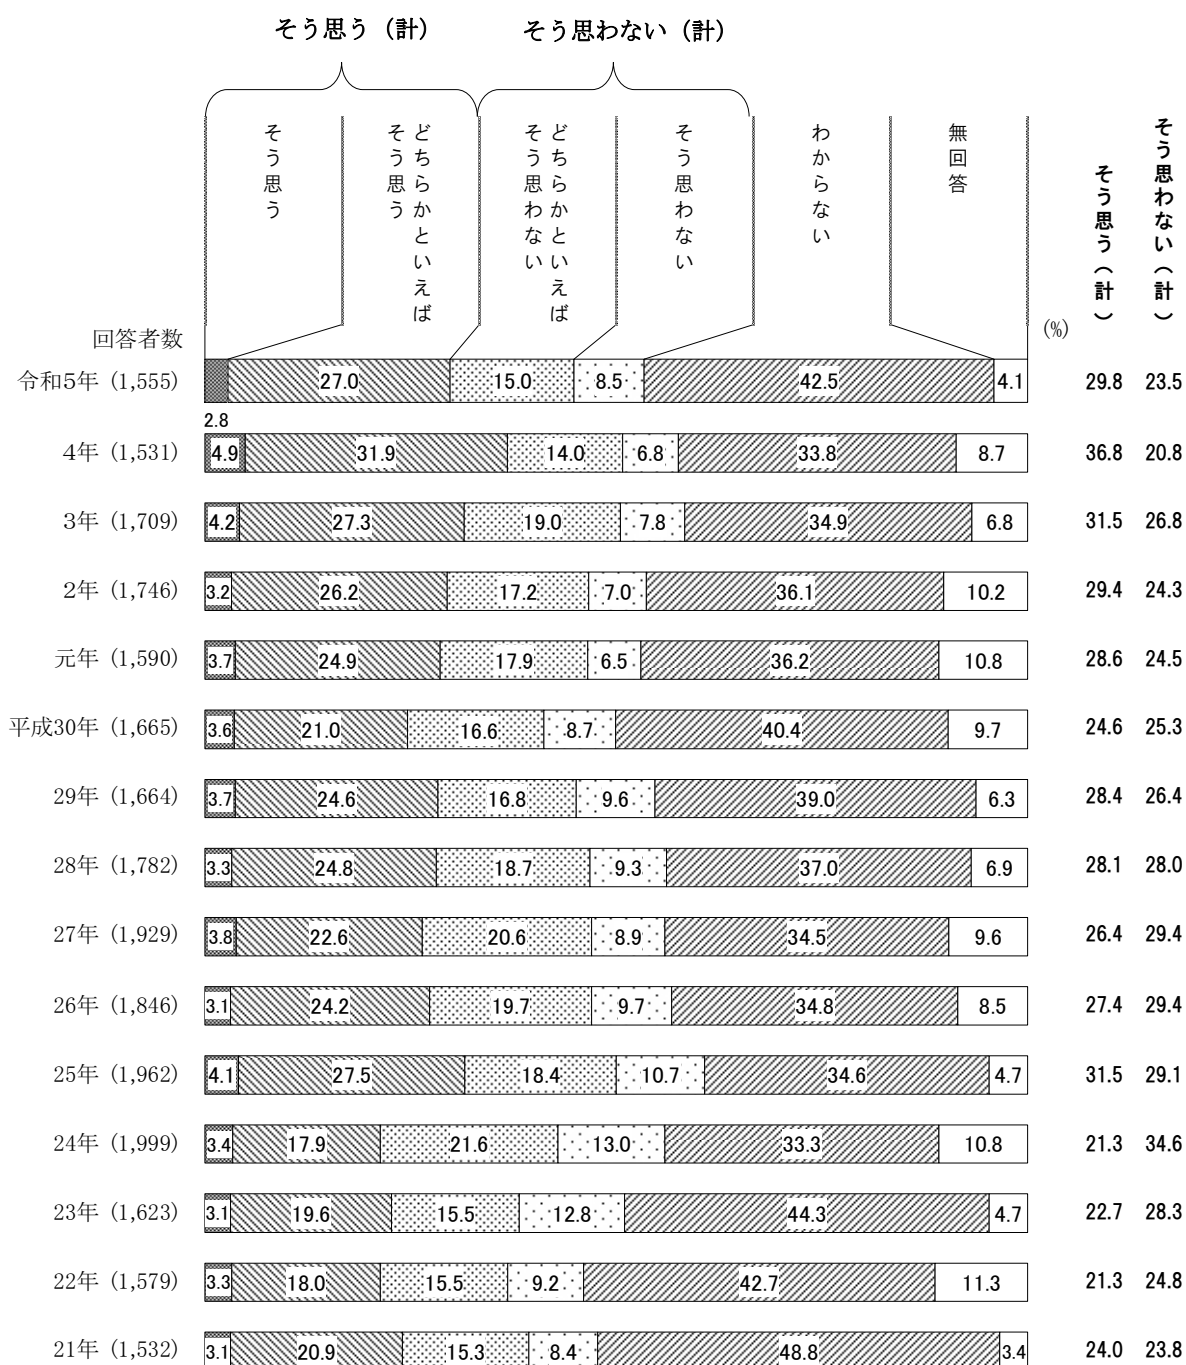 そう思う（計） そう思わない（計）
そう思う
どちらかといえば
そう思う
どちらかといえば
そう思わない
そう思わない
わからない
無回答
そう思う（計）
そう思わない（計）
(%)
回答者数
令和5年 (1,555) 27.0 15.0 8.5 42.5 4.1 29.8 23.5
2.8
4年 (1,531) 4.9 31.9 14.0 6.8 33.8 8.7 36.8 20.8
3年 (1,709) 4.2 27.3 19.0 7.8 34.9 6.8 31.5 26.8
2年 (1,746) 3.2 26.2 17.2 7.0 36.1 10.2 29.4 24.3
元年 (1,590) 3.7 24.9 17.9 6.5 36.2 10.8 28.6 24.5
平成30年 (1,665) 3.6 21.0 16.6 8.7 40.4 9.7 24.6 25.3
29年 (1,664) 3.7 24.6 16.8 9.6 39.0 6.3 28.4 26.4
28年 (1,782) 3.3 24.8 18.7 9.3 37.0 6.9 28.1 28.0
27年 (1,929) 3.8 22.6 20.6 8.9 34.5 9.6 26.4 29.4
26年 (1,846) 3.1 24.2 19.7 9.7 34.8 8.5 27.4 29.4
25年 (1,962) 4.1 27.5 18.4 10.7 34.6 4.7 31.5 29.1
24年 (1,999) 3.4 17.9 21.6 13.0 33.3 10.8 21.3 34.6
23年 (1,623) 3.1 19.6 15.5 12.8 44.3 4.7 22.7 28.3
22年 (1,579) 3.3 18.0 15.5 9.2 42.7 11.3 21.3 24.8
21年 (1,532) 3.1 20.9 15.3 8.4 48.8 3.4 24.0 23.8